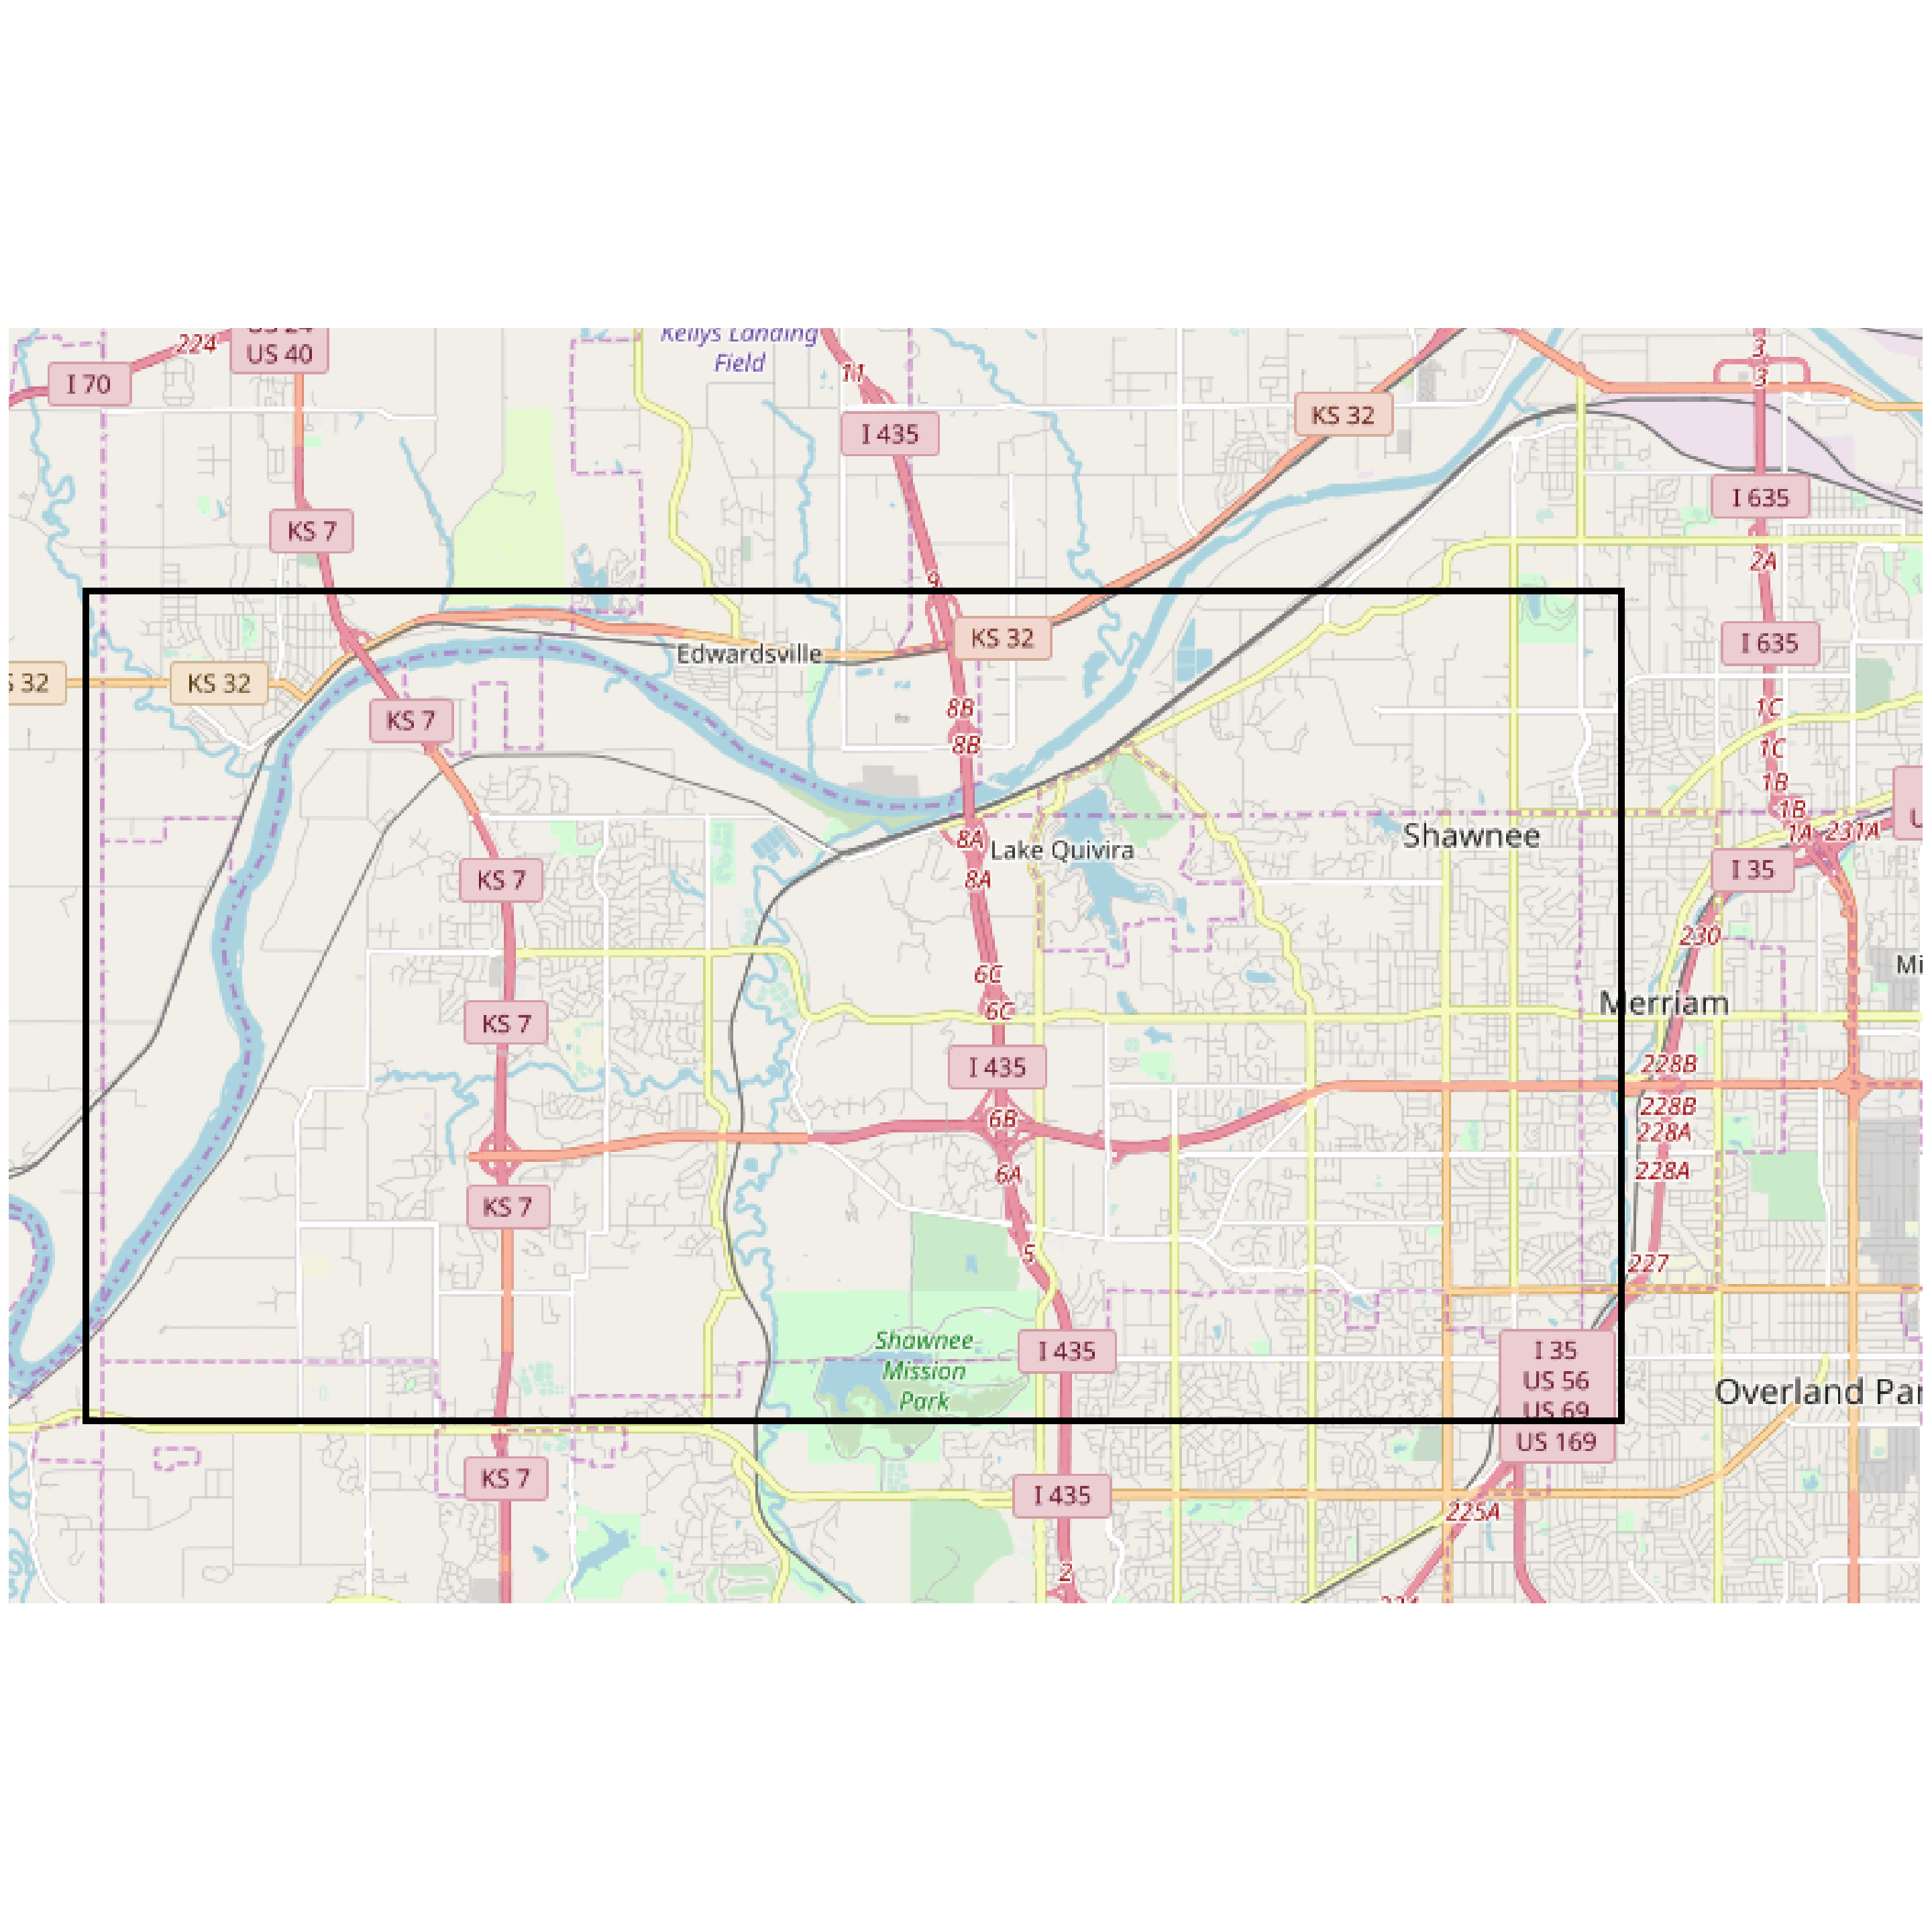 Kellys Landing
Field
224
US 24
US 40
I 70
11
3
3
KS 32
I 435
I 635
KS 7
2A
9
KS 32
I 635
Edwardsville
S 32
KS 32
8B
1C
KS 7
8B
1C
1B
1B
1A
231A
U
8A
Shawnee
Lake Quivira
I 35
KS 7
8A
230
Mi
6C
Merriam
6C
KS 7
I 435
228B
228B
6B
228A
6A
228A
KS 7
5
227
Shawnee
Mission
Park
I 435
I 35
US 56
US 69
US 169
Overland Par
KS 7
I 435
225A
2
224